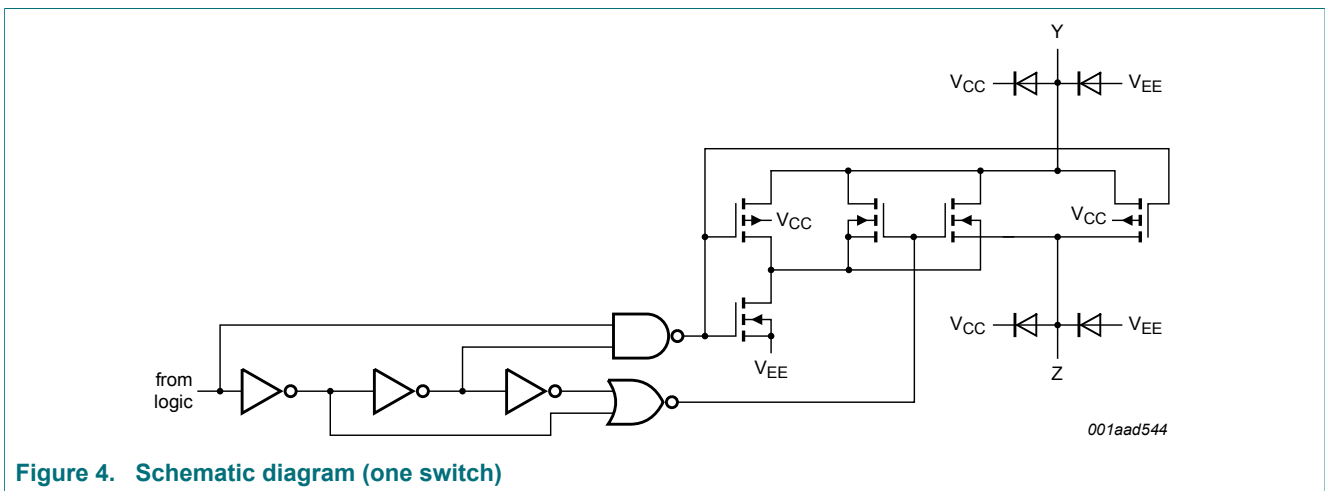 Y
VCC
VEE
VCC
VCC
VCC
VEE
VEE
Z
from
logic
001aad544
Figure 4. Schematic diagram (one switch)